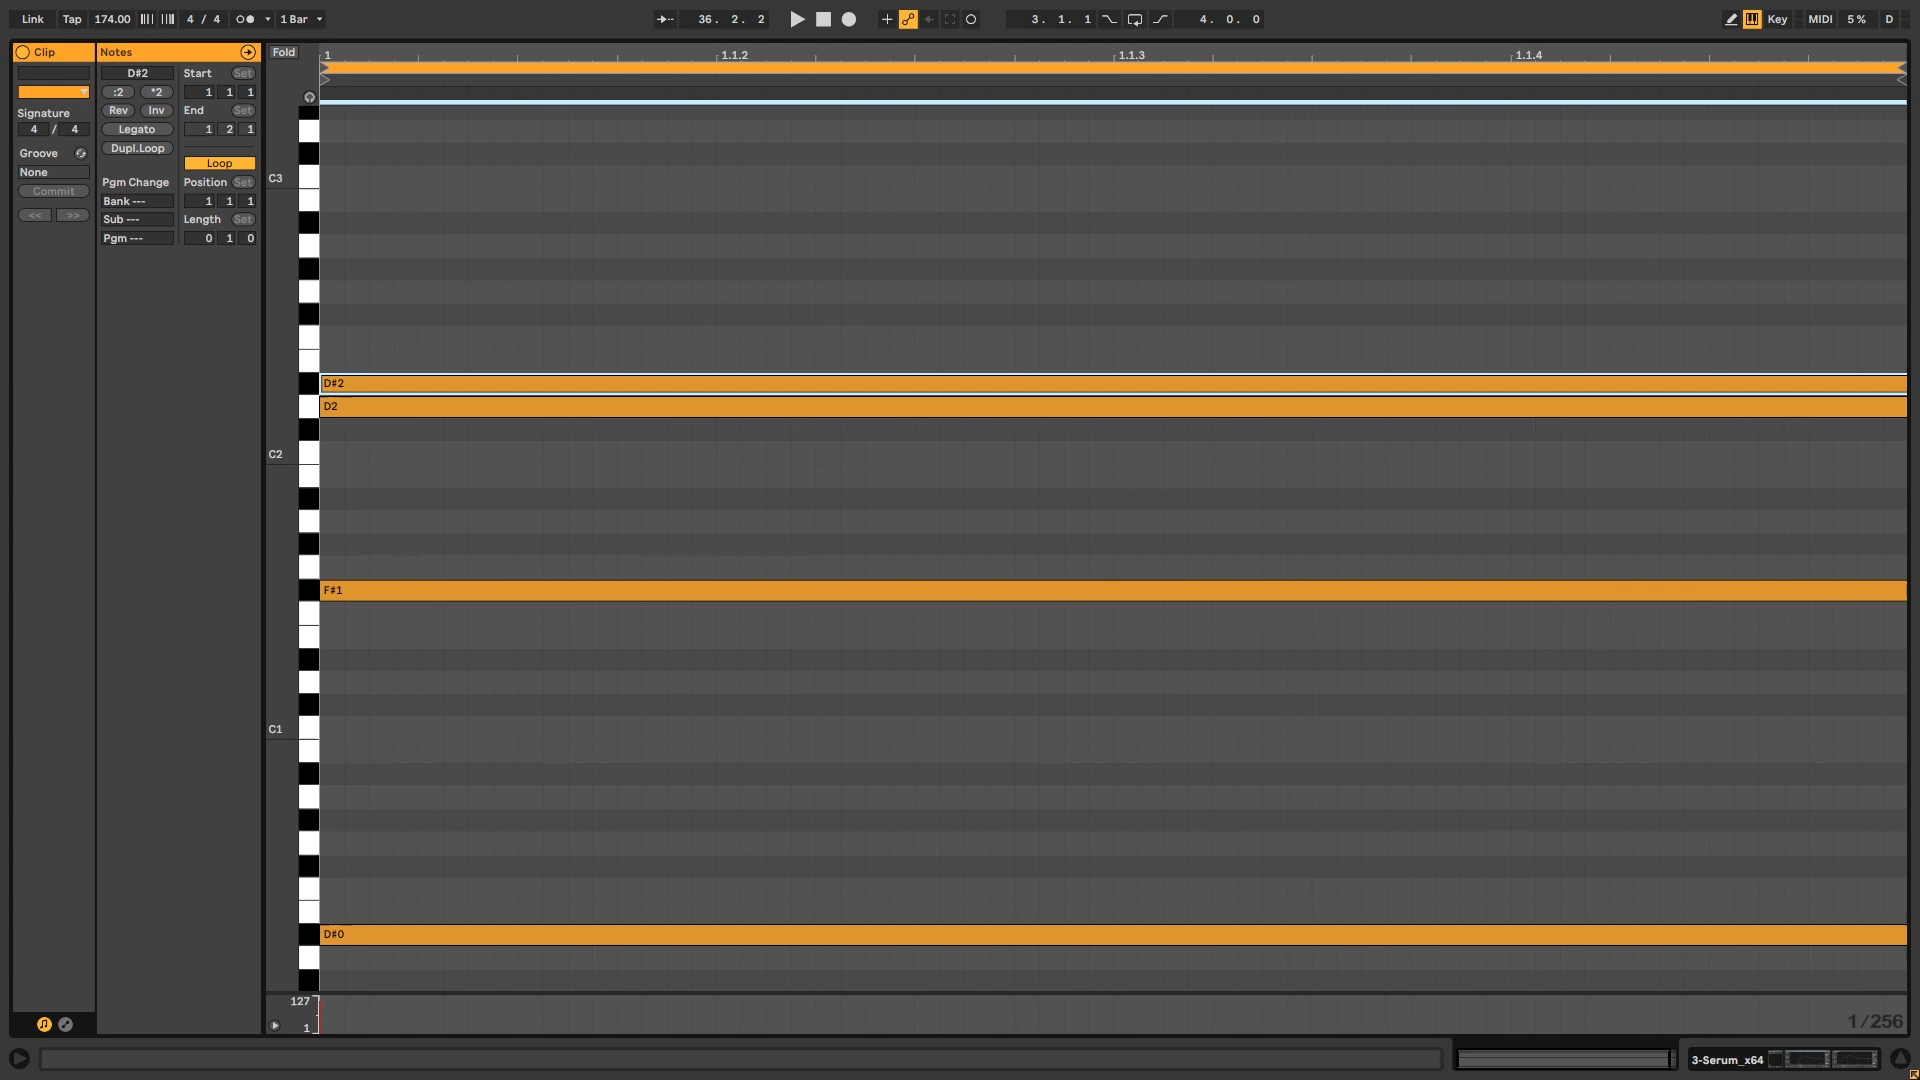 Link Tap 174.00 4 / 4 1 Bar 36. 2. 2 3. 1. 1 4. 0. 0 Key MIDI 5 % D
Clip
Signature
4 / 4
Groove
None
Commit
<< >>
Notes
D#2 Start Set
:2 *2 1 1 1
Rev Inv End Set
Legato 1 2 1
Dupl.Loop
Loop
Pgm Change Position Set
Bank --- 1 1 1
Sub --- Length Set
Pgm --- 0 1 0
Fold 1 1.1.2 1.1.3 1.1.4
C3
D#2
D2
C2
F#1
C1
D#0
127
1
1/256
3-Serum_x64